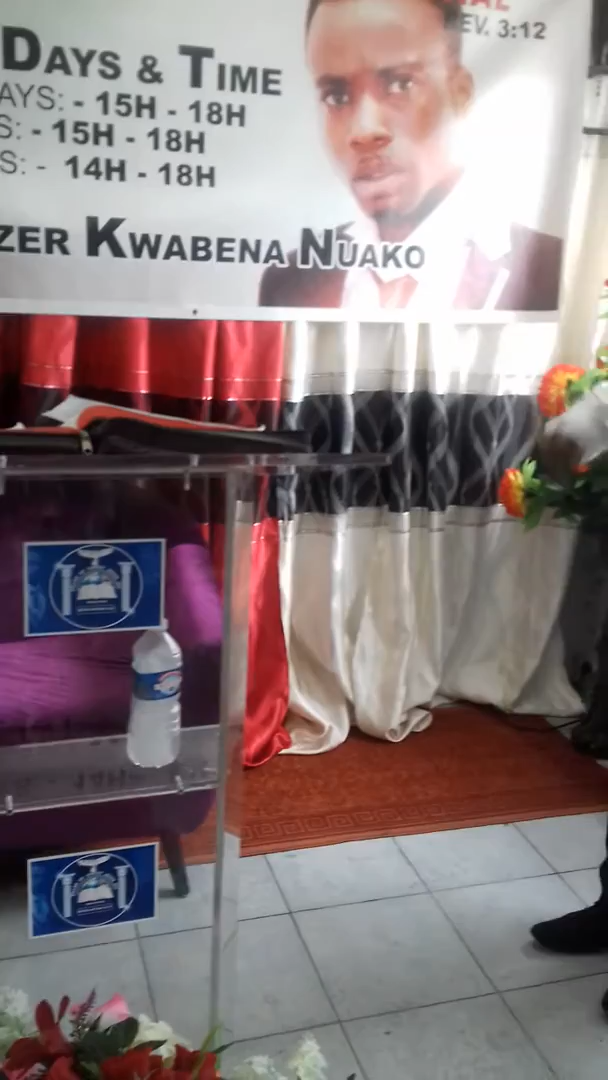 EV. 3:12
DAYS & TIME
AYS: - 15H - 18H
S: - 15H - 18H
S: - 14H - 18H
ZER KWABENA NUAKO